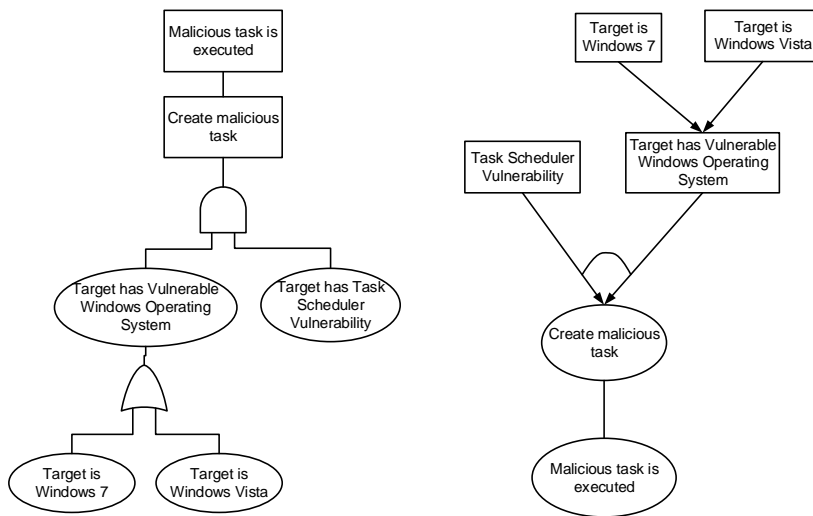 Malicious task is
executed
Create malicious
task
Target has Vulnerable
Windows Operating
System
Target has Task
Scheduler
Vulnerability
Target is
Windows 7
Target is
Windows Vista
Target is
Windows 7
Target is
Windows Vista
Task Scheduler
Vulnerability
Target has Vulnerable
Windows Operating
System
Create malicious
task
Malicious task is
executed